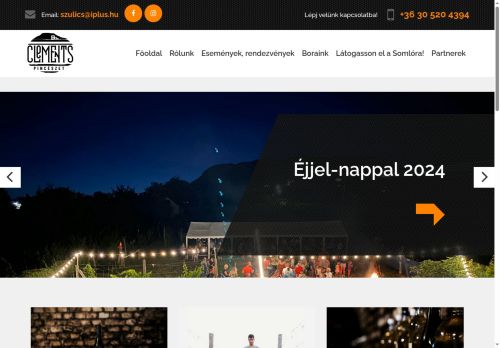 Email: szulics@iplus.hu
Lépj velünk kapcsolatba!
+36 30 520 4394
CLEMENTS
PINCÉSZET
Főoldal Rólunk Események, rendezvények Boraink Látogasson el a Somlóra! Partnerek
Éjjel-nappal 2024